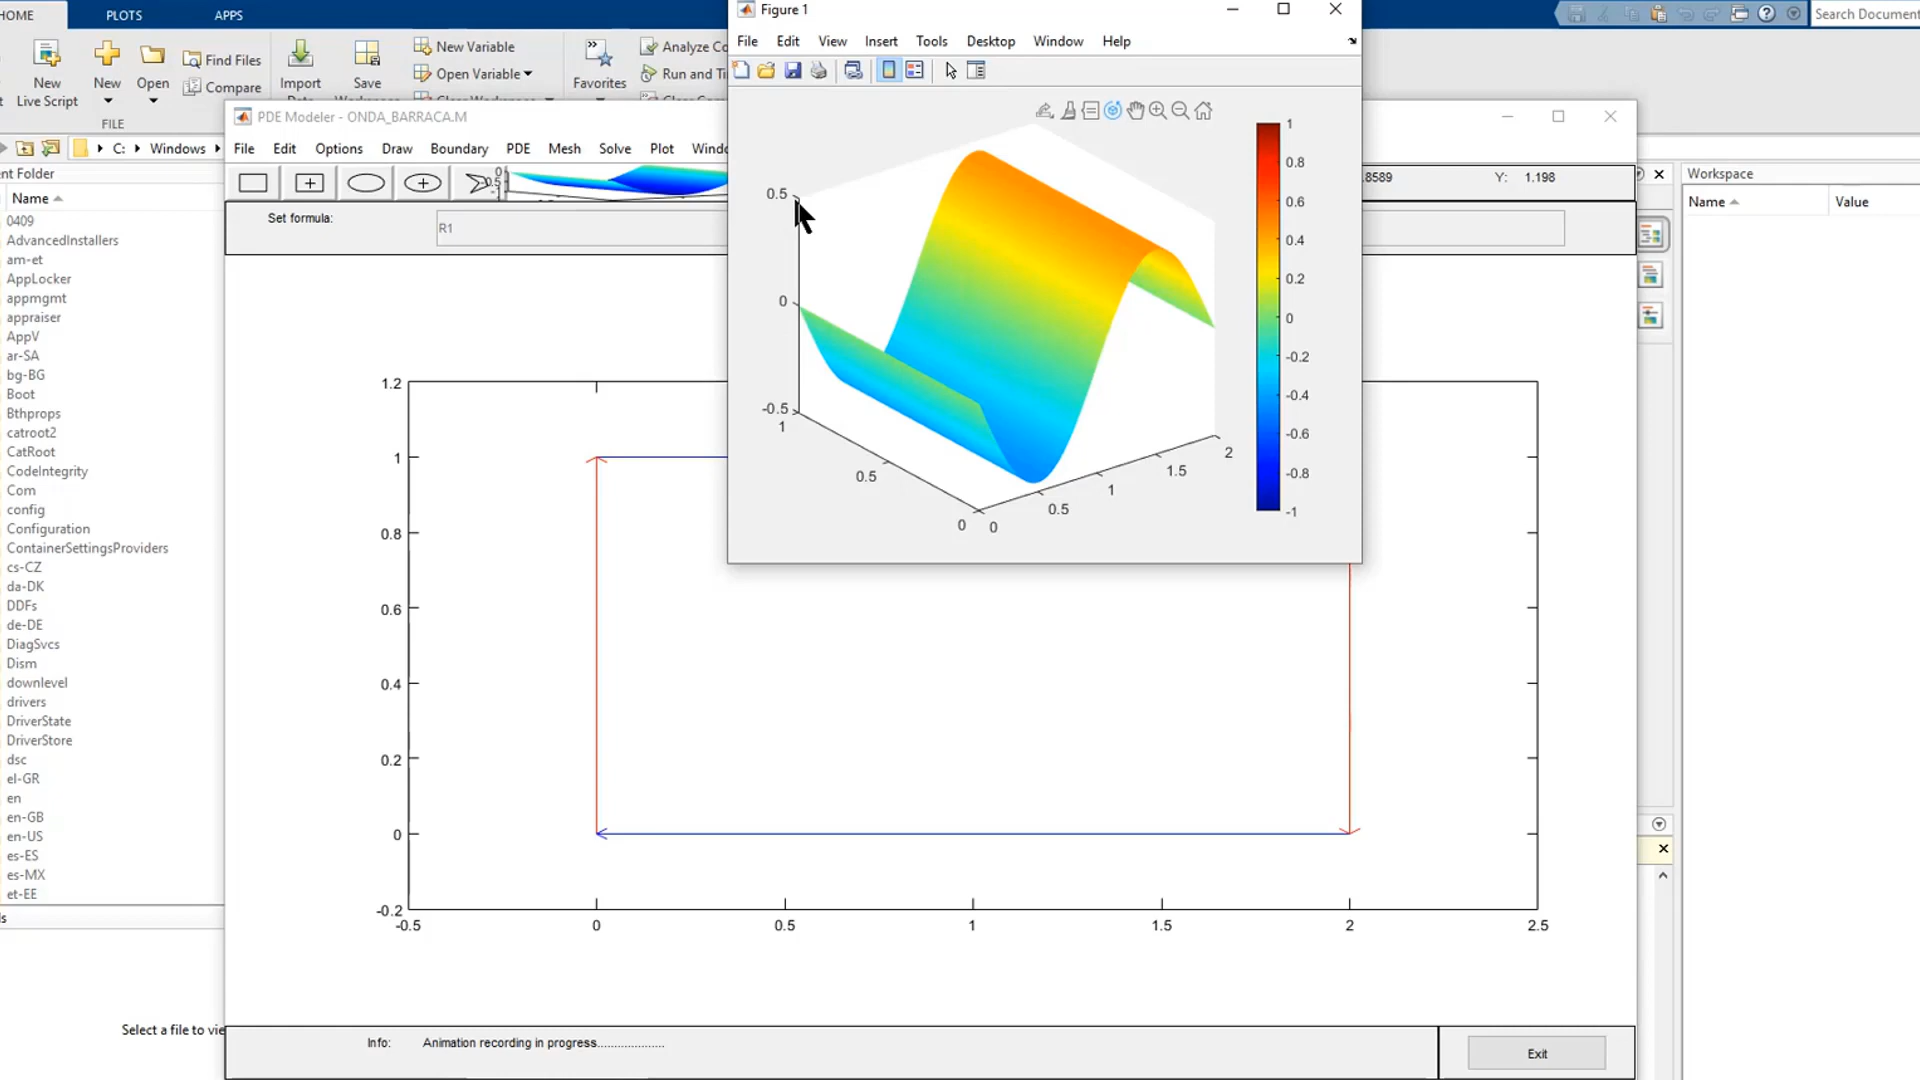 HOME PLOTS APPS
Search Document
New
Live Script
New
Open
Find Files
Compare
FILE
Import
Save
New Variable
Open Variable
Favorites
Analyze Co
Run and Ti
C: Windows
nt Folder
Name
0409
AdvancedInstallers
am-et
AppLocker
appmgmt
appraiser
AppV
ar-SA
bg-BG
Boot
Bthprops
catroot2
CatRoot
CodeIntegrity
Com
config
Configuration
ContainerSettingsProviders
cs-CZ
da-DK
DDFs
de-DE
DiagSvcs
Dism
downlevel
drivers
DriverState
DriverStore
dsc
el-GR
en
en-GB
en-US
es-ES
es-MX
et-EE
ls
Select a file to vie
PDE Modeler - ONDA_BARRACA.M
File Edit Options Draw Boundary PDE Mesh Solve Plot Windo
.8589 Y: 1.198
Set formula:
R1
1.2
1
0.8
0.6
0.4
0.2
0
-0.2
-0.5 0 0.5 1 1.5 2 2.5
Info: Animation recording in progress....................
Exit
Figure 1
File Edit View Insert Tools Desktop Window Help
0.5
0
-0.5
1
0.5
0
0
0.5
1
1.5
2
1
0.8
0.6
0.4
0.2
0
-0.2
-0.4
-0.6
-0.8
-1
Workspace
Name Value